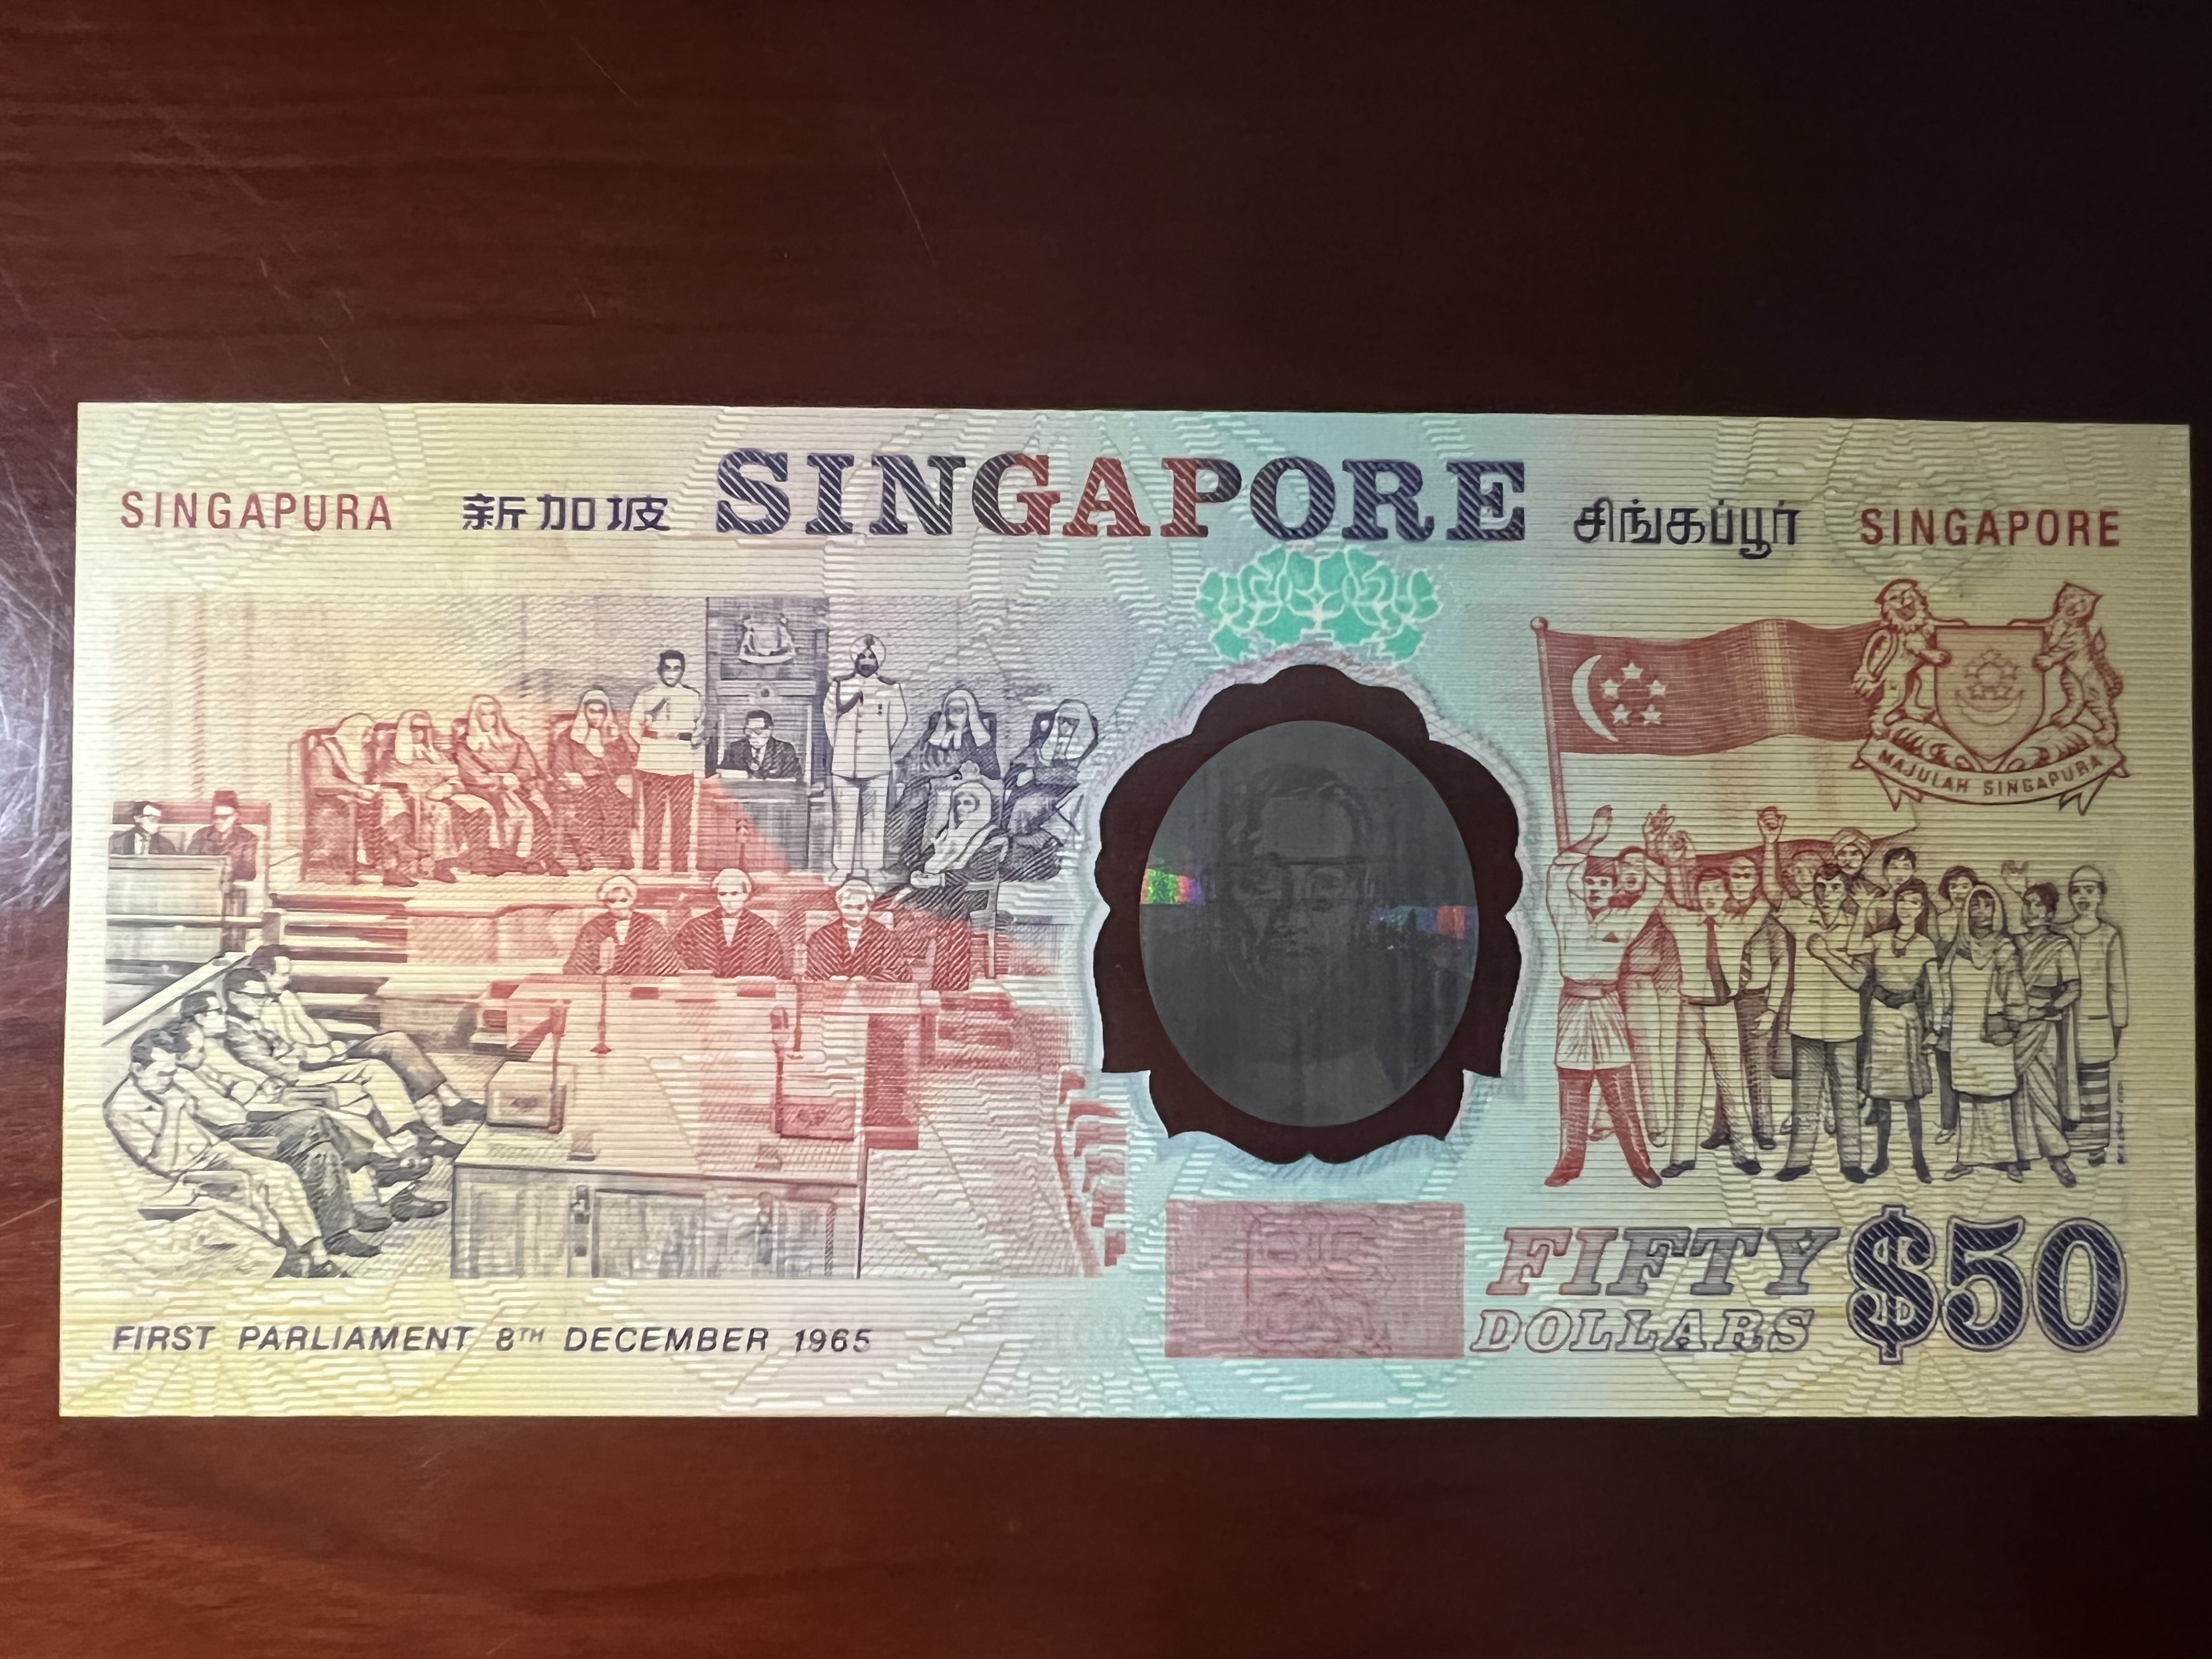 SINGAPURA 新加坡 SINGAPORE சிங்கப்பூர் SINGAPORE
MAJULAH SINGAPURA
FIFTY
DOLLARS
$50
FIRST PARLIAMENT 8TH DECEMBER 1965